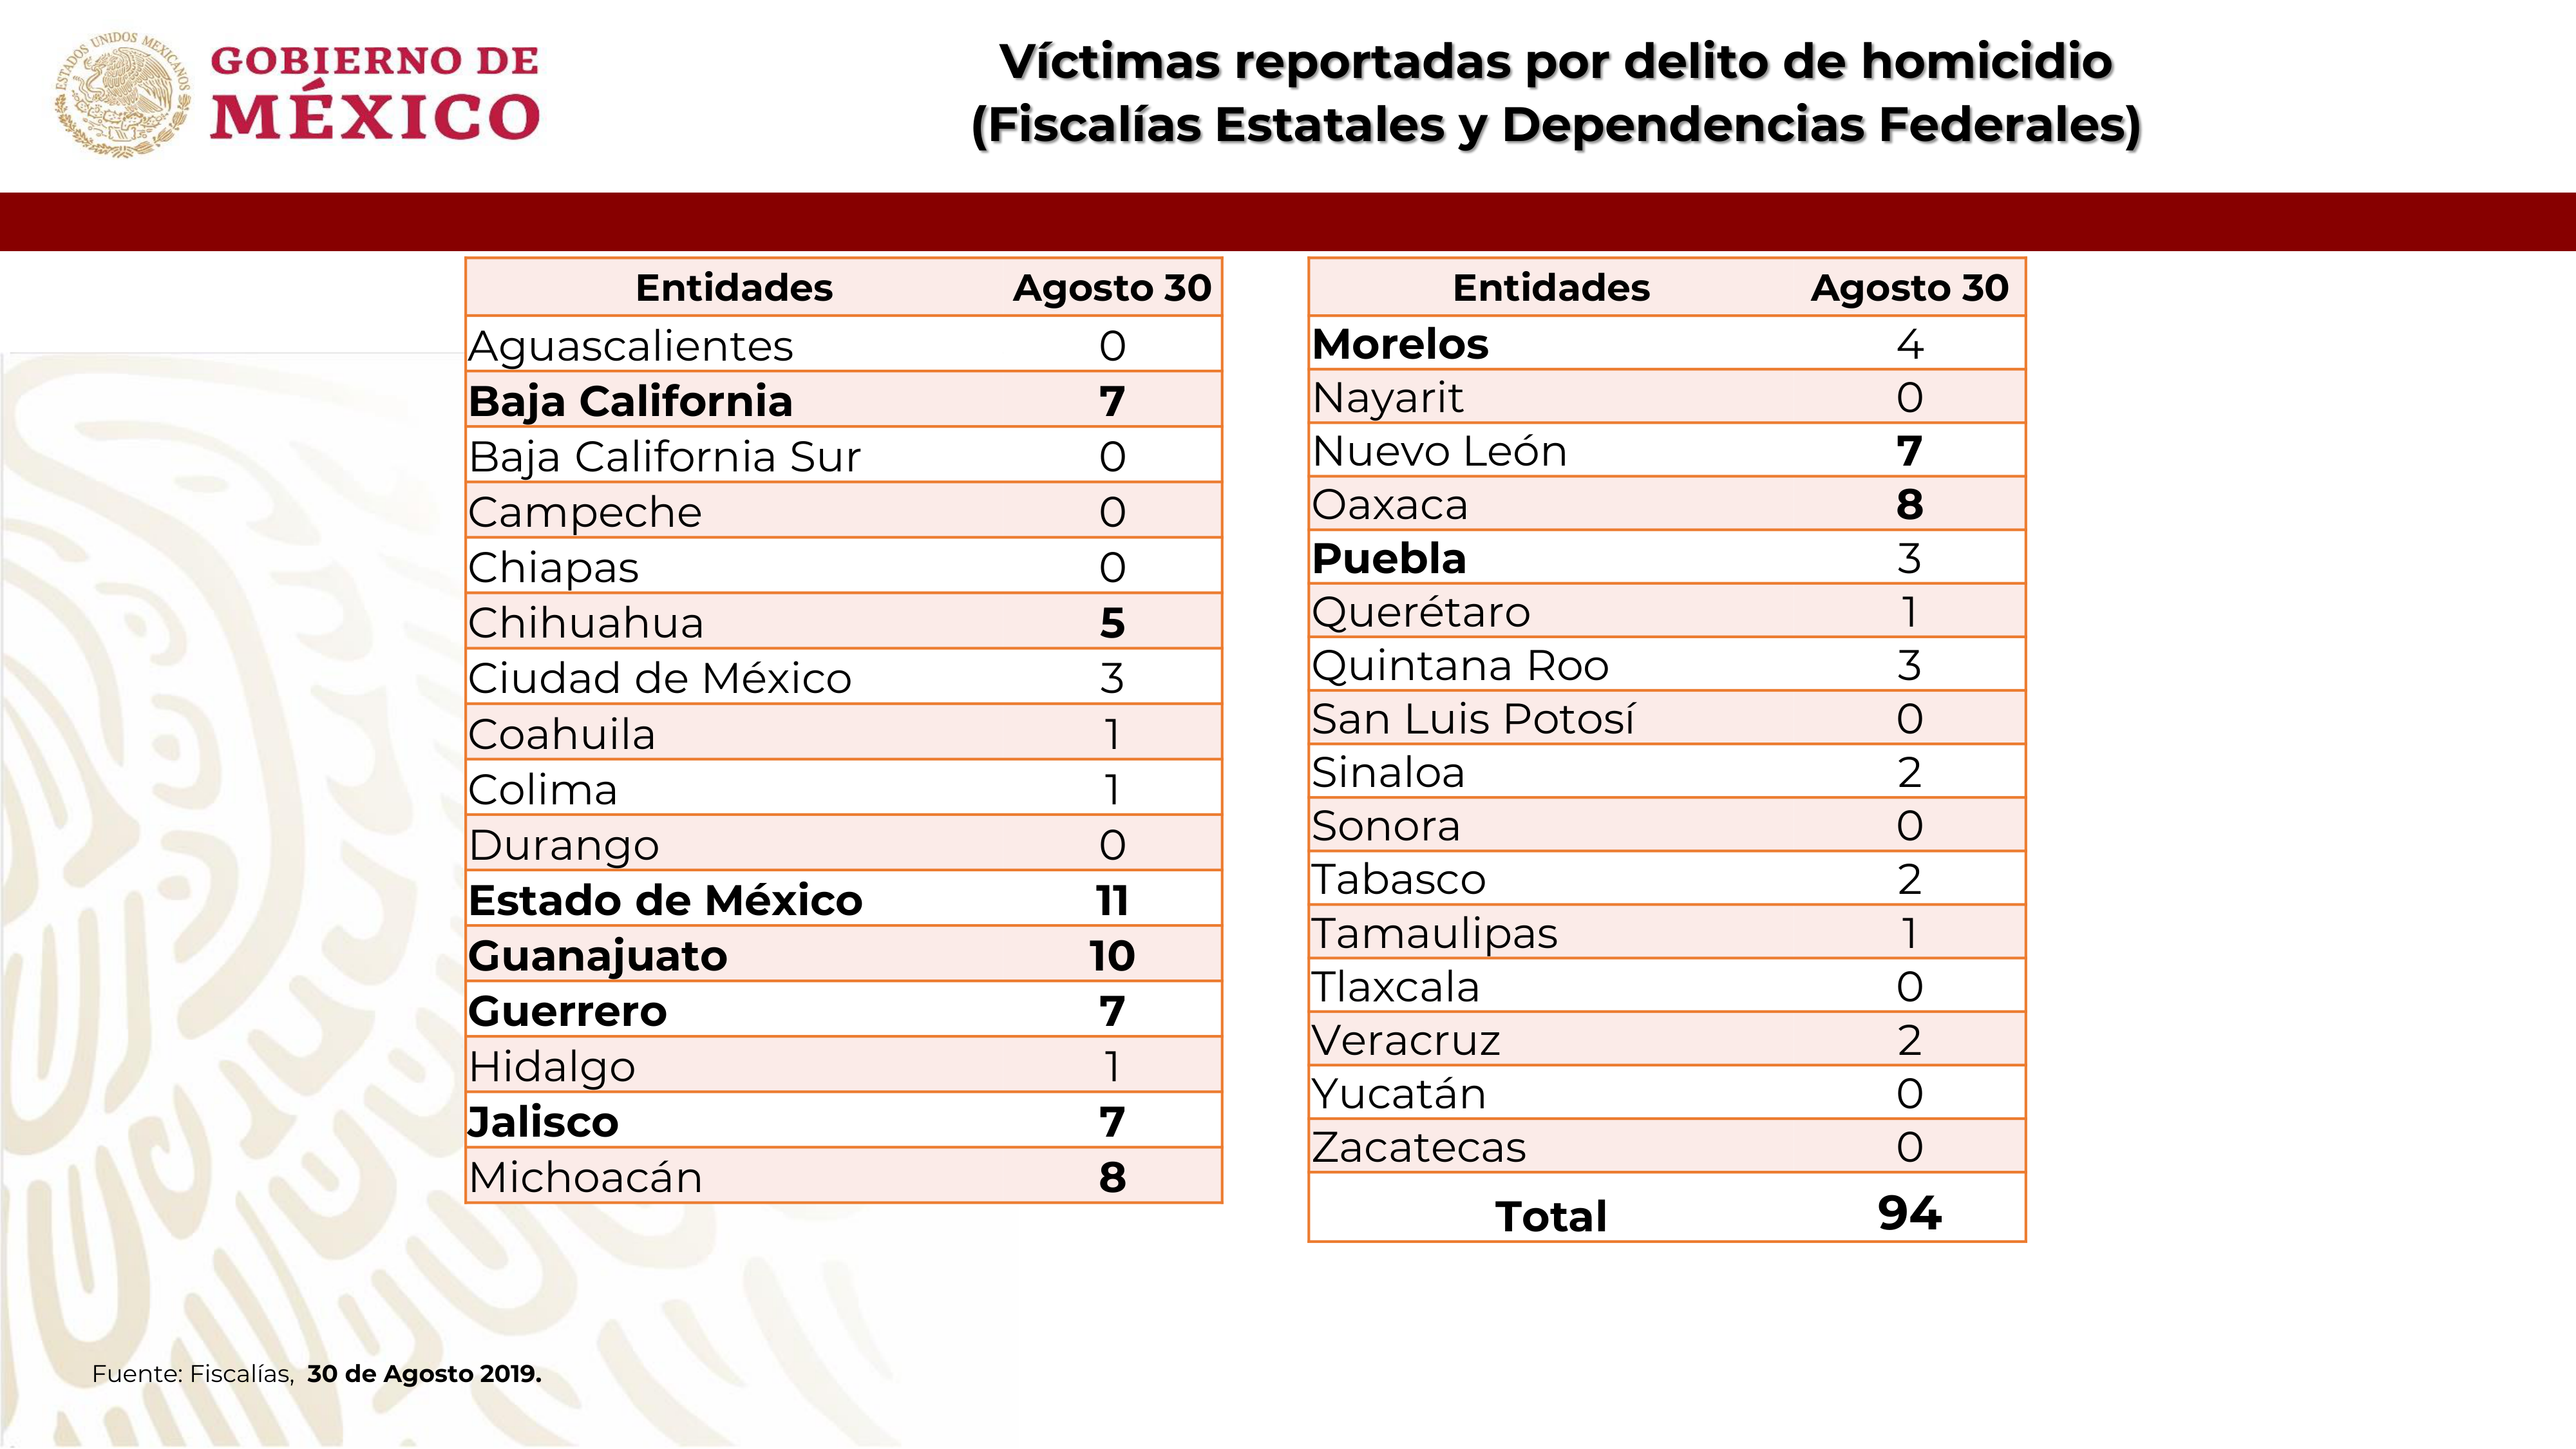 ESTADOS UNIDOS MEXICANOS
GOBIERNO DE
MÉXICO
Víctimas reportadas por delito de homicidio
(Fiscalías Estatales y Dependencias Federales)
Entidades Agosto 30
Aguascalientes 0
Baja California 7
Baja California Sur 0
Campeche 0
Chiapas 0
Chihuahua 5
Ciudad de México 3
Coahuila 1
Colima 1
Durango 0
Estado de México 11
Guanajuato 10
Guerrero 7
Hidalgo 1
Jalisco 7
Michoacán 8
Entidades Agosto 30
Morelos 4
Nayarit 0
Nuevo León 7
Oaxaca 8
Puebla 3
Querétaro 1
Quintana Roo 3
San Luis Potosí 0
Sinaloa 2
Sonora 0
Tabasco 2
Tamaulipas 1
Tlaxcala 0
Veracruz 2
Yucatán 0
Zacatecas 0
Total 94
Fuente: Fiscalías, 30 de Agosto 2019.